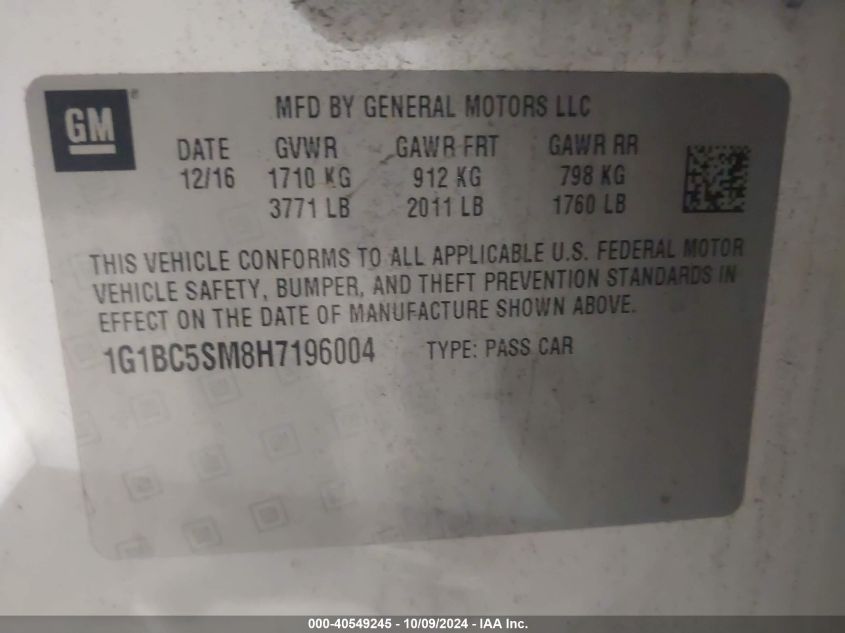 GM®
MFD BY GENERAL MOTORS LLC
DATE GVWR GAWR FRT GAWR RR
12/16 1710 KG 912 KG 798 KG
3771 LB 2011 LB 1760 LB
THIS VEHICLE CONFORMS TO ALL APPLICABLE U.S. FEDERAL MOTOR
VEHICLE SAFETY, BUMPER, AND THEFT PREVENTION STANDARDS IN
EFFECT ON THE DATE OF MANUFACTURE SHOWN ABOVE.
1G1BC5SM8H7196004 TYPE: PASS CAR
000-40549245 - 10/09/2024 - IAA Inc.